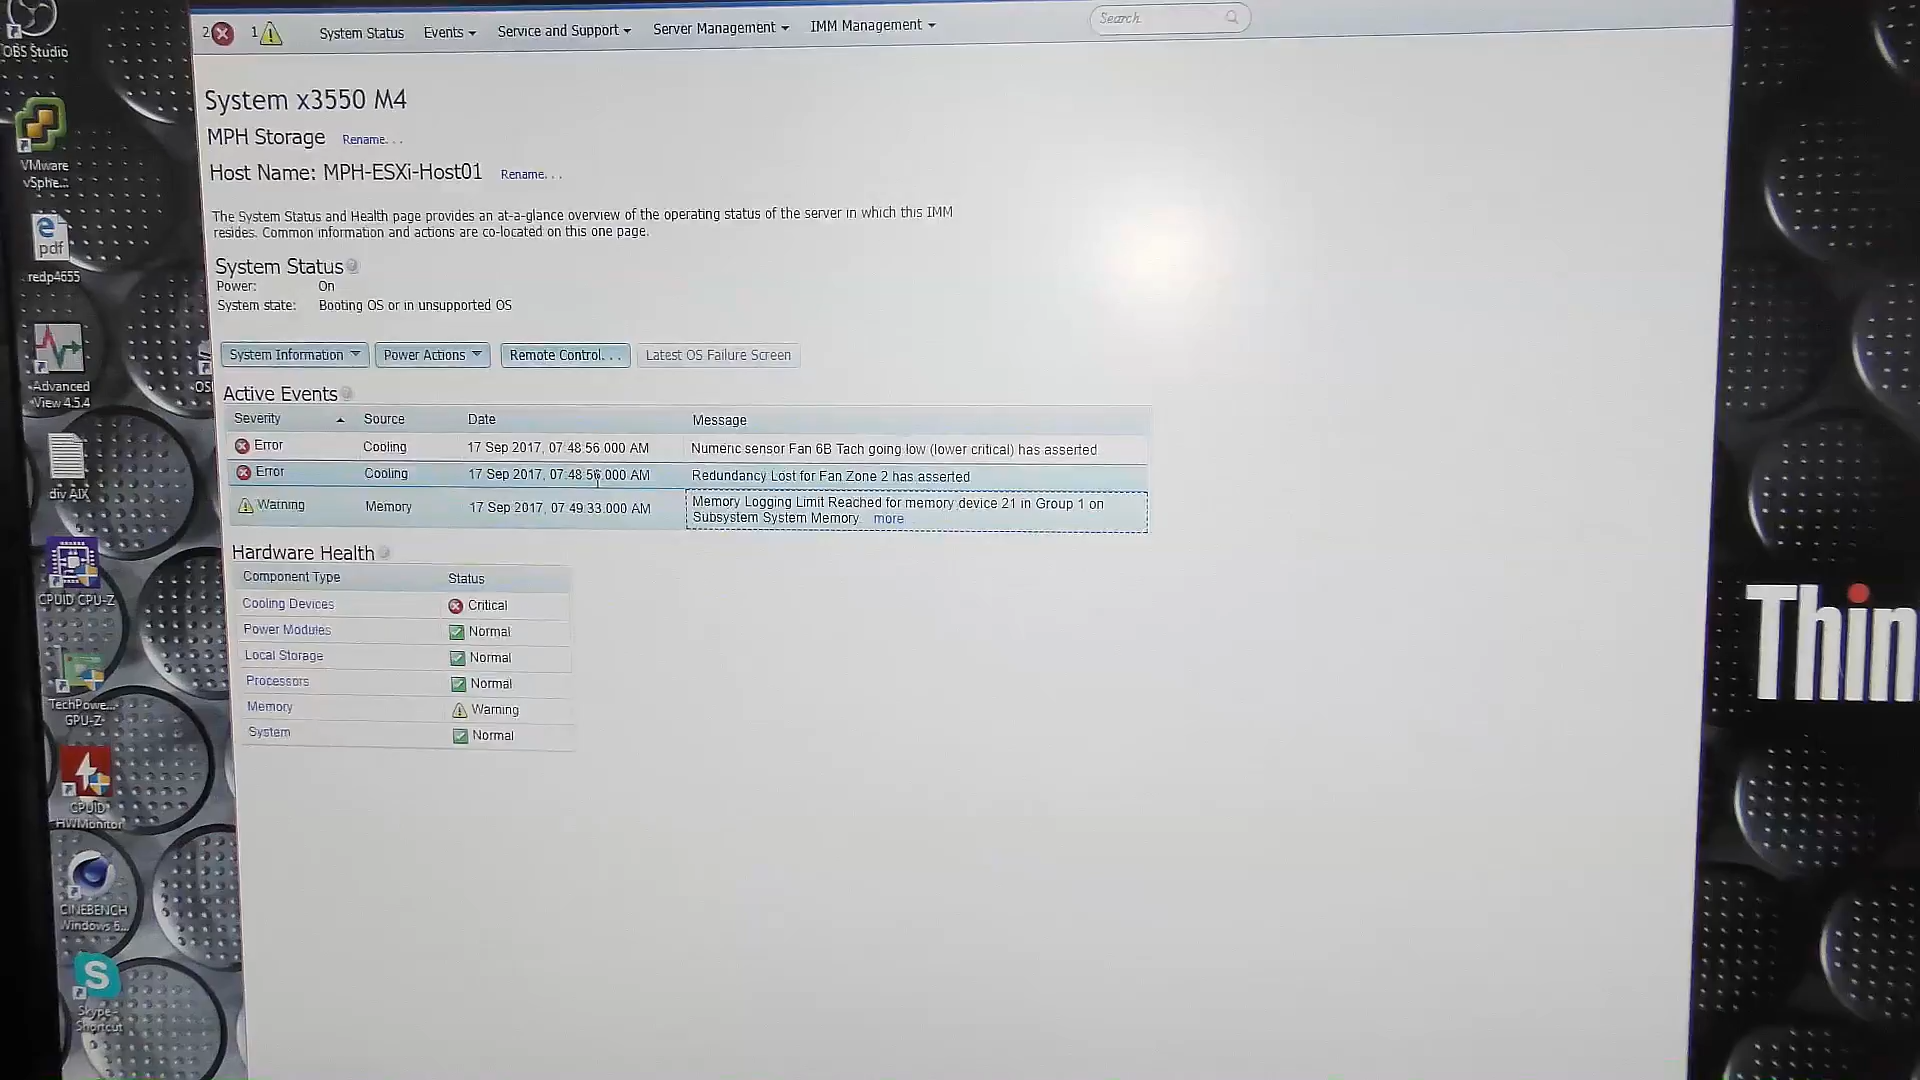 2 1 System Status Events Service and Support Server Management IMM Management Search
System x3550 M4
MPH Storage Rename. . .
Host Name: MPH-ESXi-Host01 Rename. . .
The System Status and Health page provides an at-a-glance overview of the operating status of the server in which this IMM
resides. Common information and actions are co-located on this one page.
System Status
Power: On
System state: Booting OS or in unsupported OS
System Information Power Actions Remote Control. . . Latest OS Failure Screen
Active Events
Severity Source Date Message
Error Cooling 17 Sep 2017, 07:48:56.000 AM Numeric sensor Fan 6B Tach going low (lower critical) has asserted
Error Cooling 17 Sep 2017, 07:48:56.000 AM Redundancy Lost for Fan Zone 2 has asserted
Warning Memory 17 Sep 2017, 07:49:33.000 AM Memory Logging Limit Reached for memory device 21 in Group 1 on
Subsystem System Memory more
Hardware Health
Component Type Status
Cooling Devices Critical
Power Modules Normal
Local Storage Normal
Processors Normal
Memory Warning
System Normal
OBS Studio
VMware
vSphe...
pdf
redp4655
Advanced
View 4.5.4
OS
div AIX
CPUID CPU-Z
TechPowe...
GPU-Z
CPUID
HWMonitor
CINEBENCH
Windows 6...
S
Skype -
Shortcut
Thin